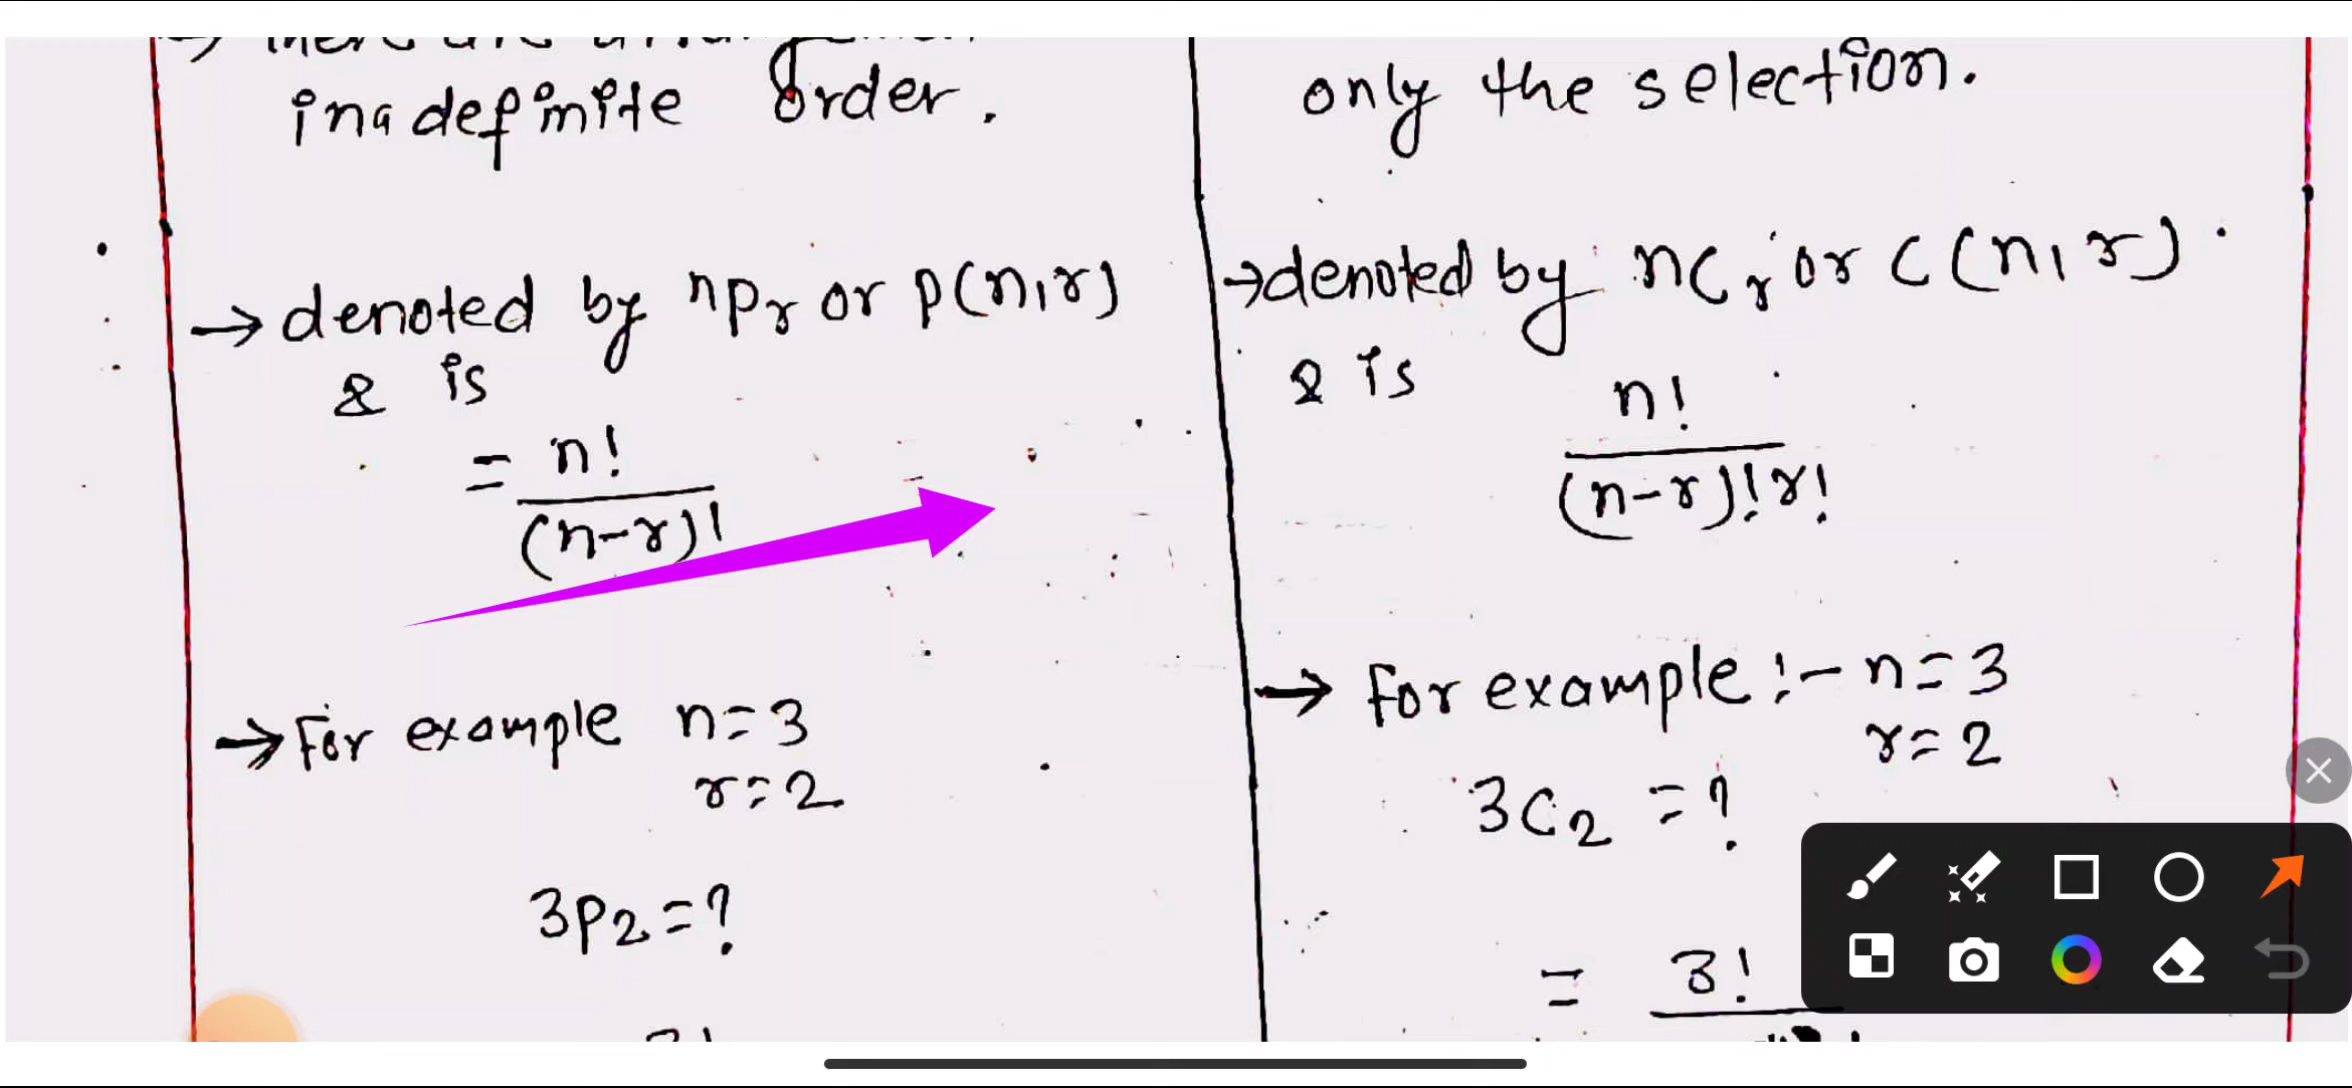 in a definite order.
→ denoted by nPr or P(n,r)
& is
= n!
(n-r)!
→ For example n=3
r=2
3P2=?
only the selection.
→ denoted by nCr or C(n,r)
& is
n!
(n-r)!r!
→ For example :- n=3
r=2
3C2 =?
= 3!